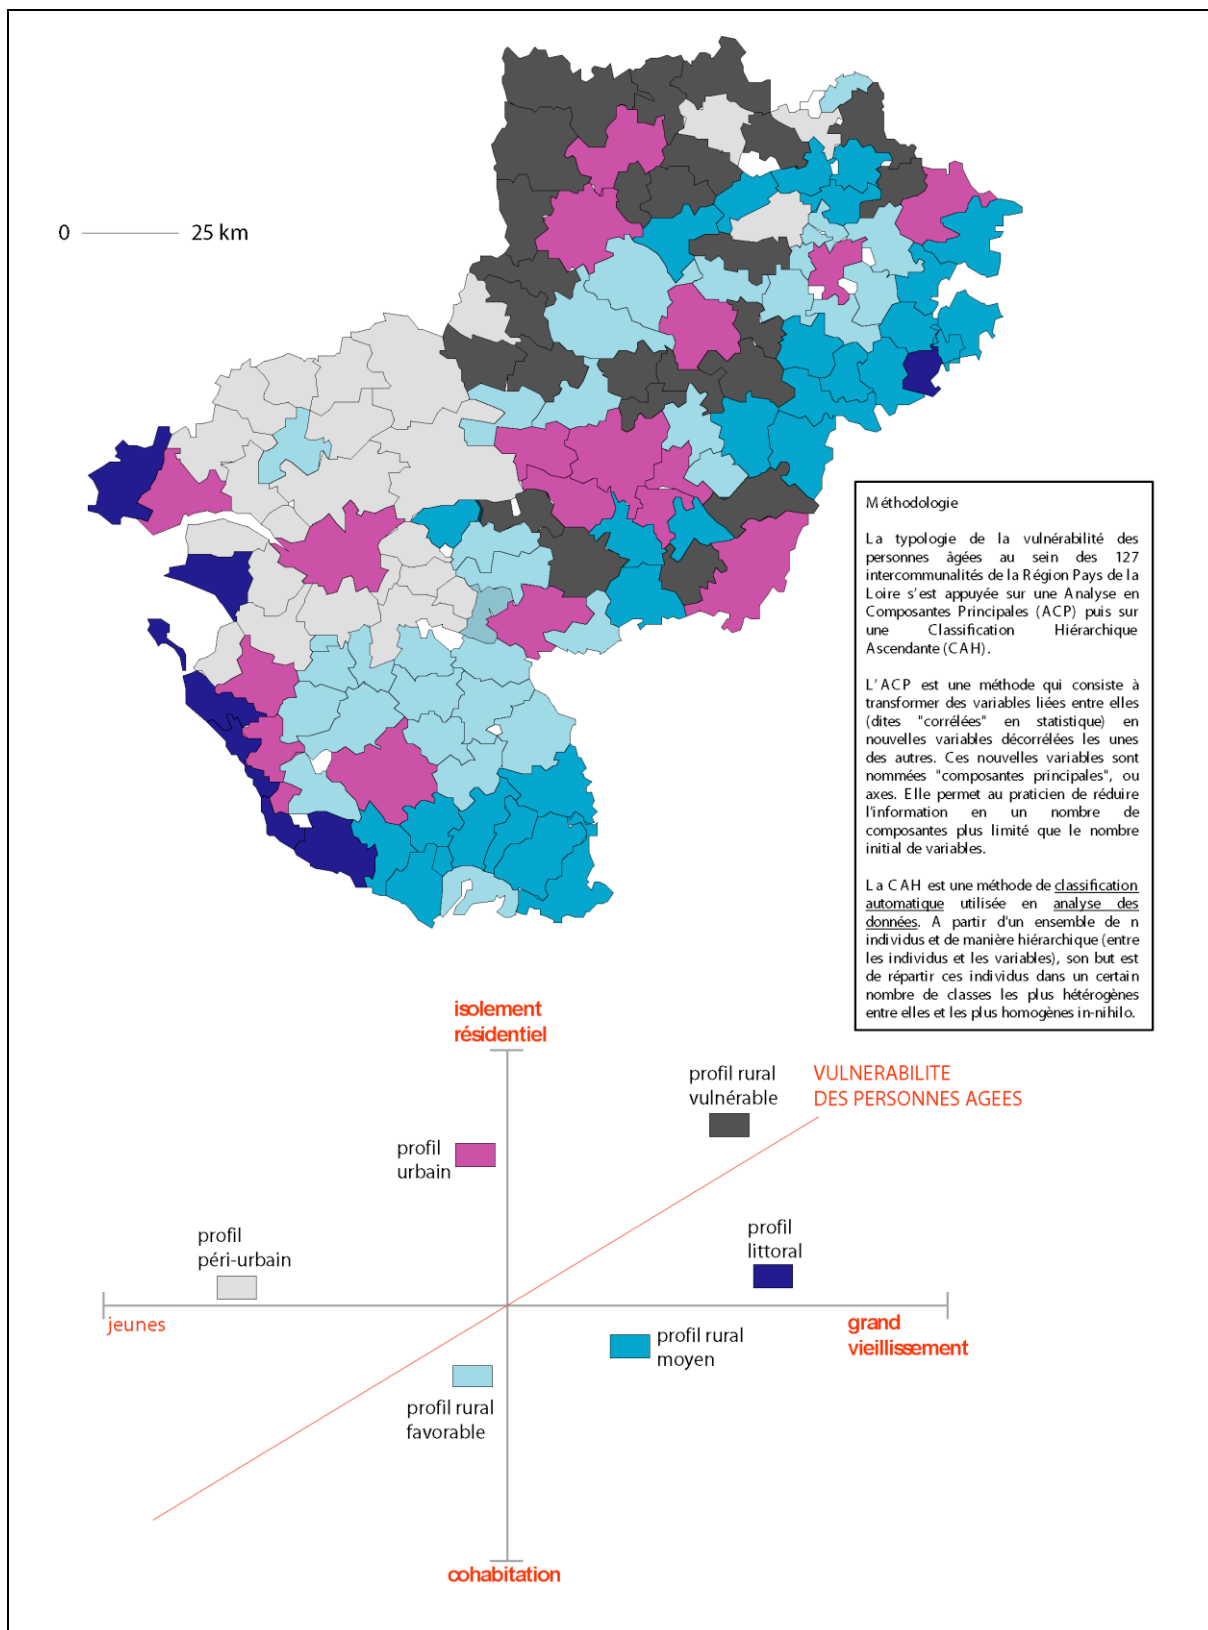 0
25 km
Méthodologie
La typologie de la vulnérabilité des
personnes âgées au sein des 127
intercommunalités de la Région Pays de la
Loire s'est appuyée sur une Analyse en
Composantes Principales (ACP) puis sur
une Classification Hiérarchique
Ascendante (CAH).
L'ACP est une méthode qui consiste à
transformer des variables liées entre elles
(dites "corrélées" en statistique) en
nouvelles variables décorrélées les unes
des autres. Ces nouvelles variables sont
nommées "composantes principales", ou
axes. Elle permet au praticien de réduire
l'information en un nombre de
composantes plus limité que le nombre
initial de variables.
La CAH est une méthode de classification
automatique utilisée en analyse des
données. A partir d'un ensemble de n
individus et de manière hiérarchique (entre
les individus et les variables), son but est
de répartir ces individus dans un certain
nombre de classes les plus hétérogènes
entre elles et les plus homogènes in-nihilo.
isolement
résidentiel
profil rural
vulnérable
VULNERABILITE
DES PERSONNES AGEES
profil
urbain
profil
péri-urbain
profil
littoral
jeunes
grand
vieillissement
profil rural
moyen
profil rural
favorable
cohabitation